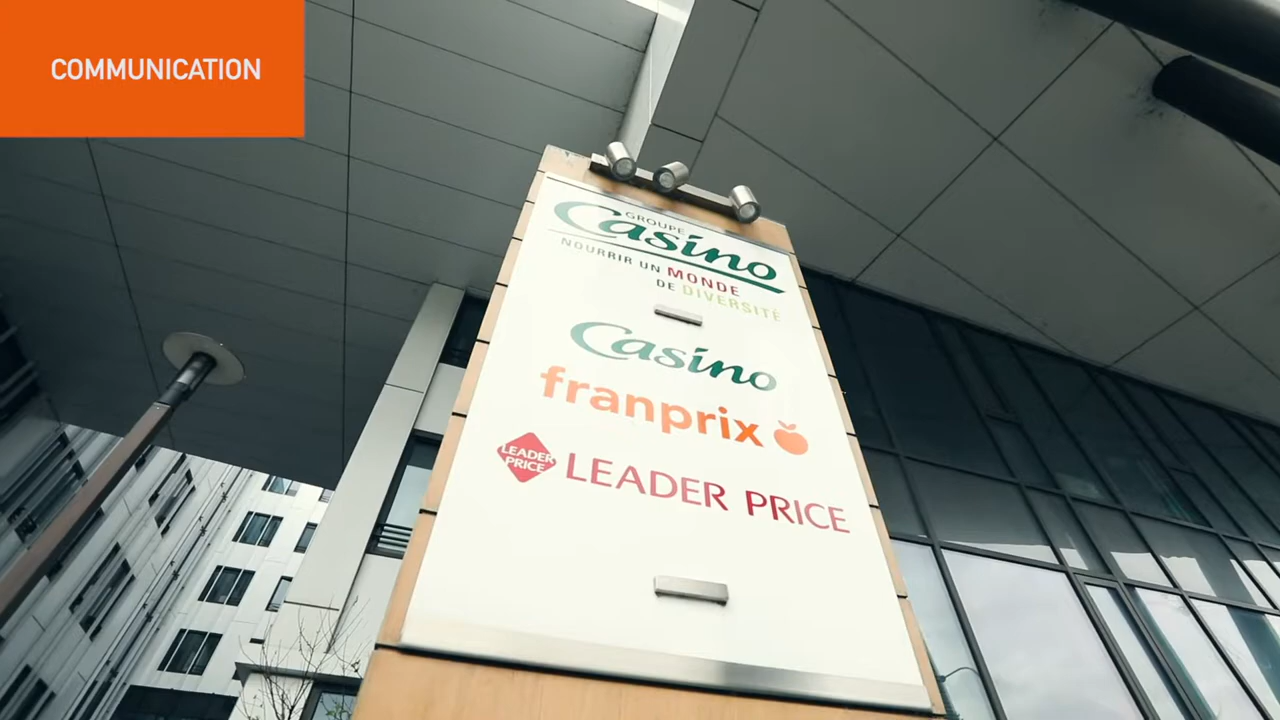 COMMUNICATION
GROUPE
Casino
NOURRIR UN MONDE
DE DIVERSITÉ
Casino
franprix
LEADER
PRICE
LEADER PRICE